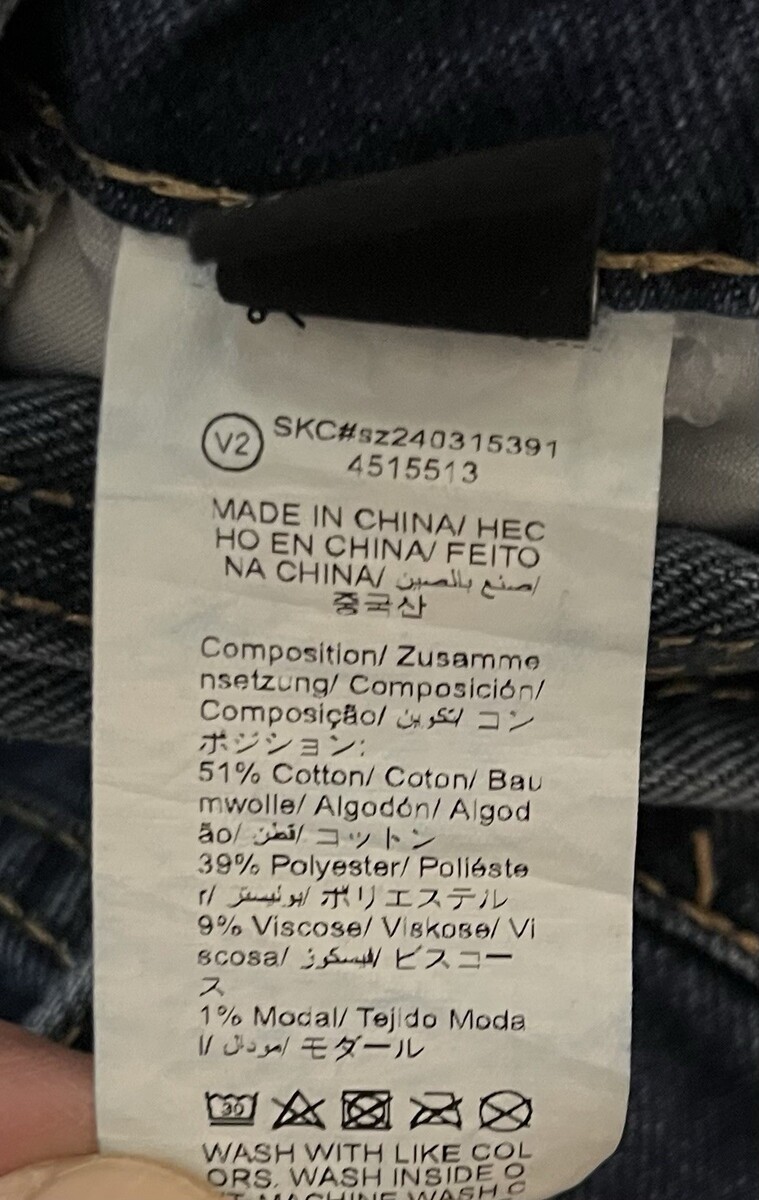 V2 SKC#sz240315391
4515513
MADE IN CHINA/ HEC
HO EN CHINA/ FEITO
NA CHINA/ صنع بالصين/
중국산
Composition/ Zusamme
nsetzung/ Composición/
Composição/ تكوين/ コン
ポジション:
51% Cotton/ Coton/ Bau
mwolle/ Algodón/ Algod
ão/ قطن/ コットン
39% Polyester/ Poliéste
r/ بوليستر/ ポリエステル
9% Viscose/ Viskose/ Vi
scosa/ فيسكوز/ ビスコー
ス
1% Modal/ Tejido Moda
l/ مودال/ モダール
30
WASH WITH LIKE COL
ORS. WASH INSIDE O
MACHINE WASH C